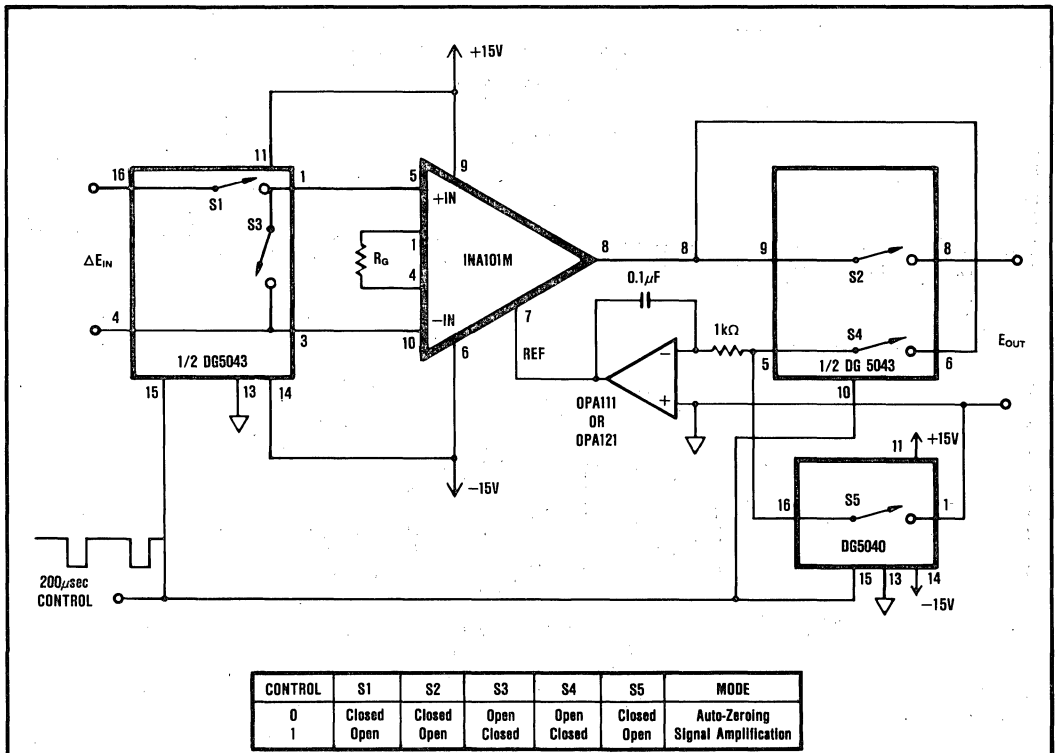 +15V
11
16
1
S1
S3
ΔEIN
4
3
1/2 DG5043
15
13
14
9
5
+IN
1
RG
4
INA101M
-IN
10
6
7
REF
8
8
0.1μF
1kΩ
-
+
OPA111
OR
OPA121
-15V
9
8
S2
S4
5
6
1/2 DG 5043
10
EOUT
11
+15V
16
1
S5
DG5040
15
13
14
-15V
200μsec
CONTROL
CONTROL S1 S2 S3 S4 S5 MODE
0 Closed Closed Open Open Closed Auto-Zeroing
1 Open Open Closed Closed Open Signal Amplification